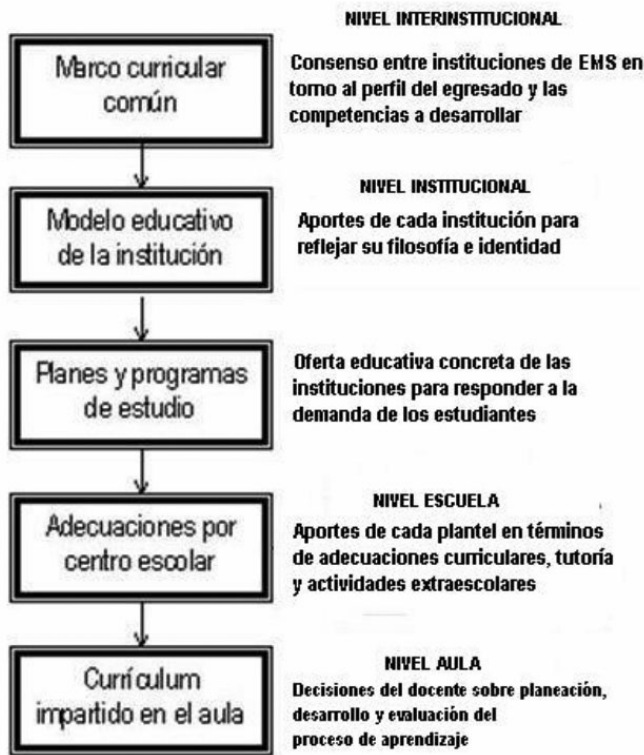 NIVEL INTERINSTITUCIONAL
Marco curricular
común
Consenso entre instituciones de EMS en
torno al perfil del egresado y las
competencias a desarrollar
NIVEL INSTITUCIONAL
Modelo educativo
de la institución
Aportes de cada institución para
reflejar su filosofía e identidad
Planes y programas
de estudio
Oferta educativa concreta de las
instituciones para responder a la
demanda de los estudiantes
NIVEL ESCUELA
Adecuaciones por
centro escolar
Aportes de cada plantel en términos
de adecuaciones curriculares, tutoría
y actividades extraescolares
NIVEL AULA
Currículum
impartido en el aula
Decisiones del docente sobre planeación,
desarrollo y evaluación del
proceso de aprendizaje